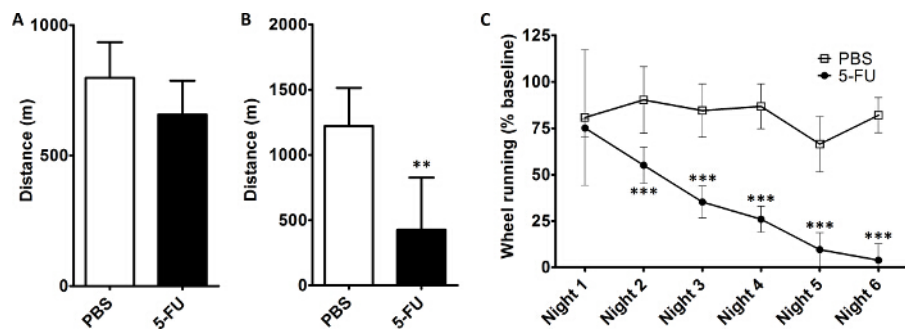 A
Distance (m)
1000
500
0
PBS
5-FU
B
Distance (m)
2000
1500
1000
500
0
**
PBS
5-FU
C
Wheel running (% baseline)
125
100
75
50
25
0
PBS
5-FU
***
***
***
***
***
Night 1
Night 2
Night 3
Night 4
Night 5
Night 6